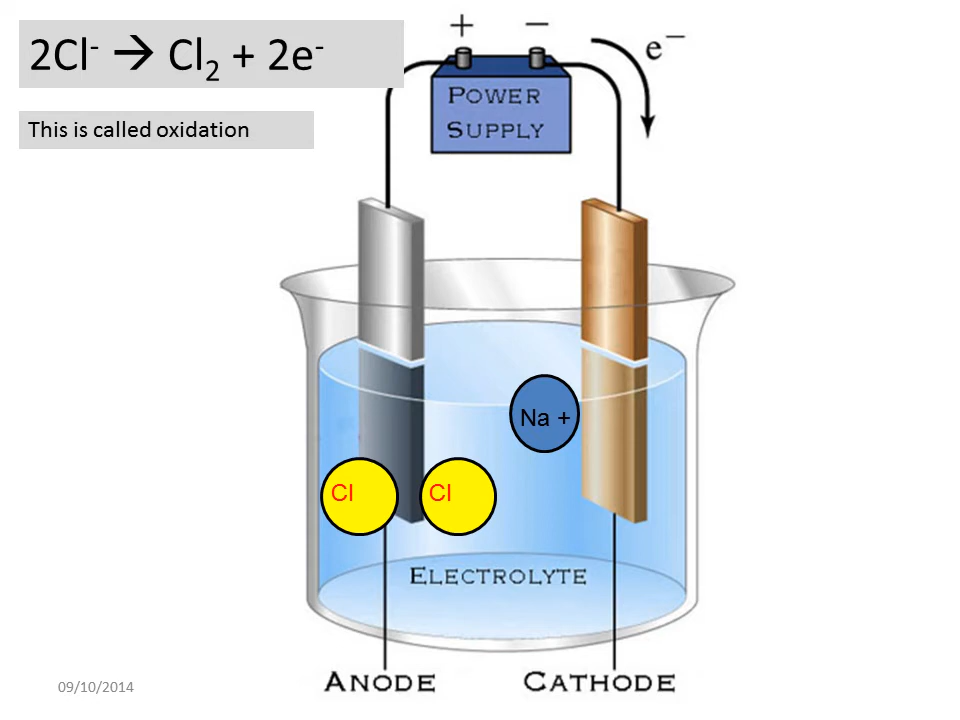 2Cl⁻ → Cl₂ + 2e⁻
This is called oxidation
+ −
e⁻
POWER
SUPPLY
Na +
Cl Cl
ELECTROLYTE
ANODE CATHODE
09/10/2014